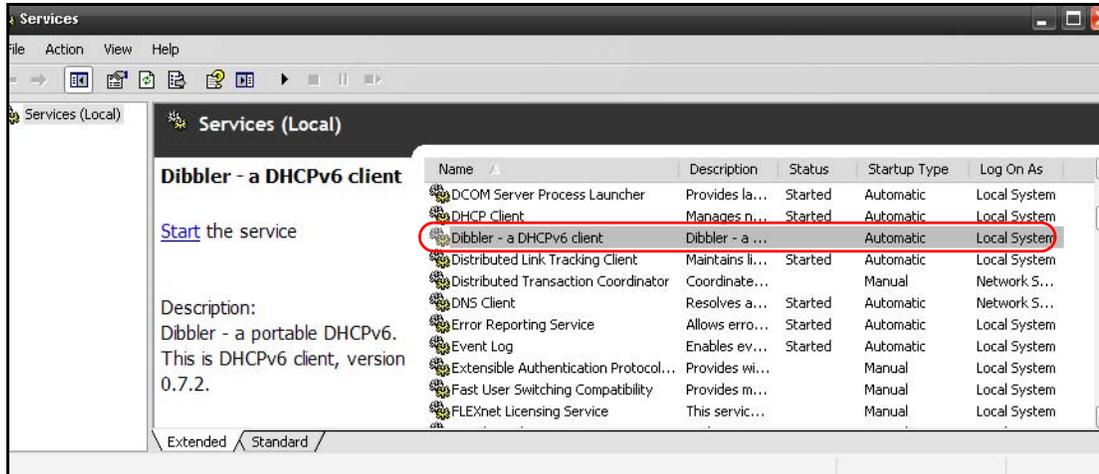 Services
File Action View Help
Services (Local)
Services (Local)
Dibbler - a DHCPv6 client
Start the service
Description:
Dibbler - a portable DHCPv6.
This is DHCPv6 client, version
0.7.2.
Name Description Status Startup Type Log On As
DCOM Server Process Launcher Provides la... Started Automatic Local System
DHCP Client Manages n... Started Automatic Local System
Dibbler - a DHCPv6 client Dibbler - a ... Automatic Local System
Distributed Link Tracking Client Maintains li... Started Automatic Local System
Distributed Transaction Coordinator Coordinate... Manual Network S...
DNS Client Resolves a... Started Automatic Network S...
Error Reporting Service Allows erro... Started Automatic Local System
Event Log Enables ev... Started Automatic Local System
Extensible Authentication Protocol... Provides wi... Manual Local System
Fast User Switching Compatibility Provides m... Manual Local System
FLEXnet Licensing Service This servic... Manual Local System
Extended Standard